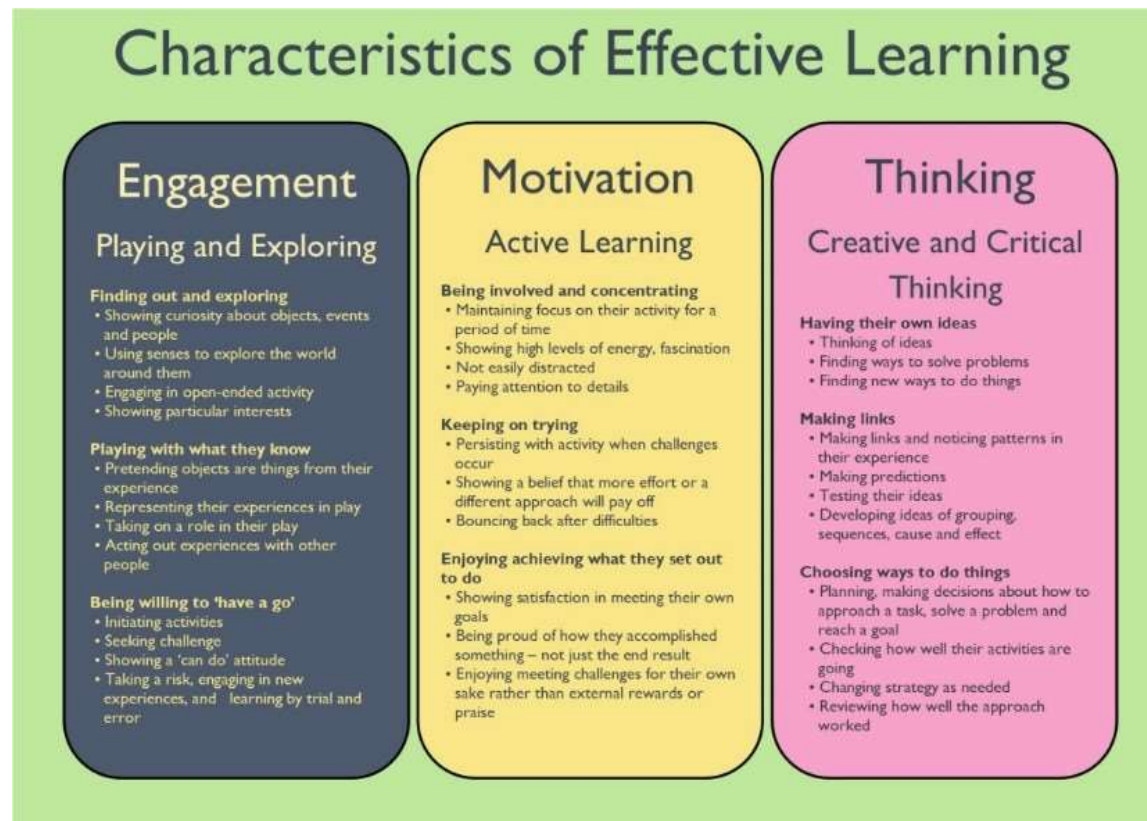 Characteristics of Effective Learning
Engagement
Playing and Exploring
Finding out and exploring
• Showing curiosity about objects, events
and people
• Using senses to explore the world
around them
• Engaging in open-ended activity
• Showing particular interests
Playing with what they know
• Pretending objects are things from their
experience
• Representing their experiences in play
• Taking on a role in their play
• Acting out experiences with other
people
Being willing to ‘have a go’
• Initiating activities
• Seeking challenge
• Showing a ‘can do’ attitude
• Taking a risk, engaging in new
experiences, and learning by trial and
error
Motivation
Active Learning
Being involved and concentrating
• Maintaining focus on their activity for a
period of time
• Showing high levels of energy, fascination
• Not easily distracted
• Paying attention to details
Keeping on trying
• Persisting with activity when challenges
occur
• Showing a belief that more effort or a
different approach will pay off
• Bouncing back after difficulties
Enjoying achieving what they set out
to do
• Showing satisfaction in meeting their own
goals
• Being proud of how they accomplished
something – not just the end result
• Enjoying meeting challenges for their own
sake rather than external rewards or
praise
Thinking
Creative and Critical
Thinking
Having their own ideas
• Thinking of ideas
• Finding ways to solve problems
• Finding new ways to do things
Making links
• Making links and noticing patterns in
their experience
• Making predictions
• Testing their ideas
• Developing ideas of grouping,
sequences, cause and effect
Choosing ways to do things
• Planning, making decisions about how to
approach a task, solve a problem and
reach a goal
• Checking how well their activities are
going
• Changing strategy as needed
• Reviewing how well the approach
worked